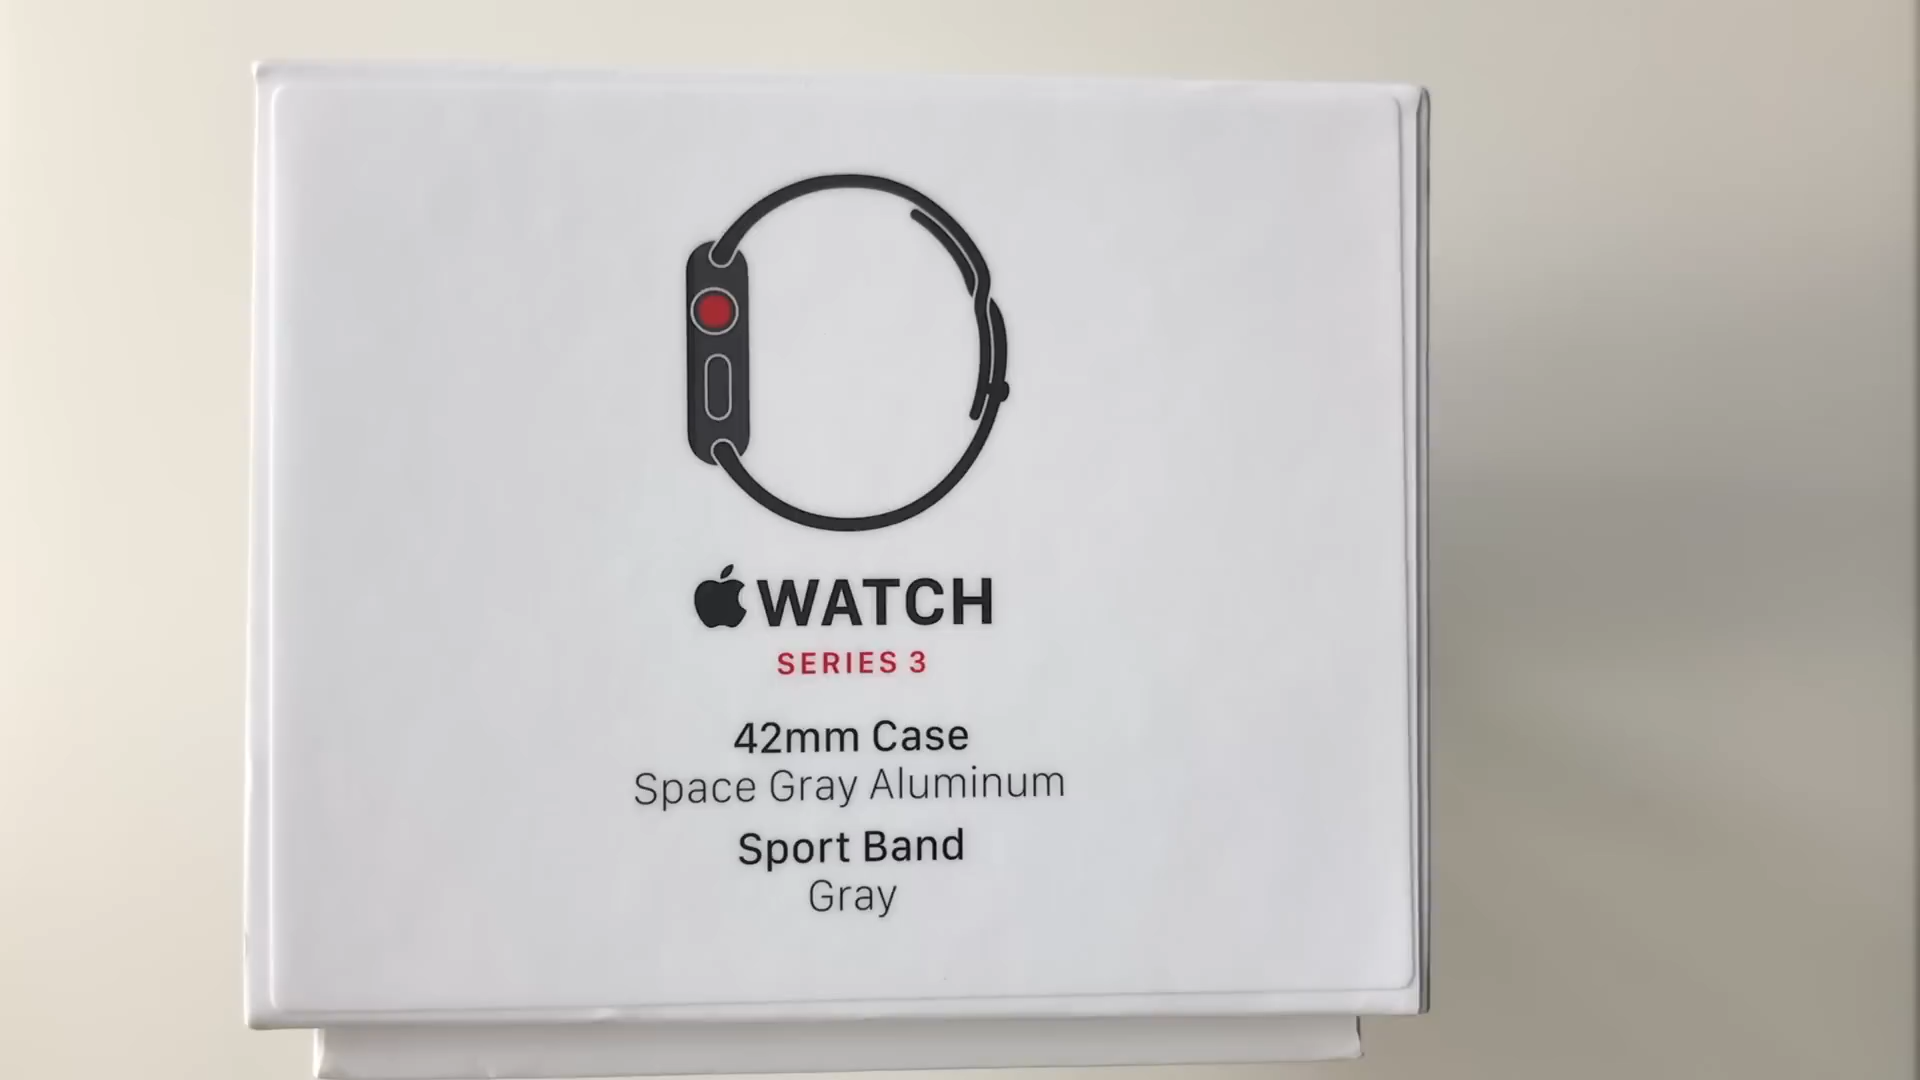 WATCH
SERIES 3
42mm Case
Space Gray Aluminum
Sport Band
Gray